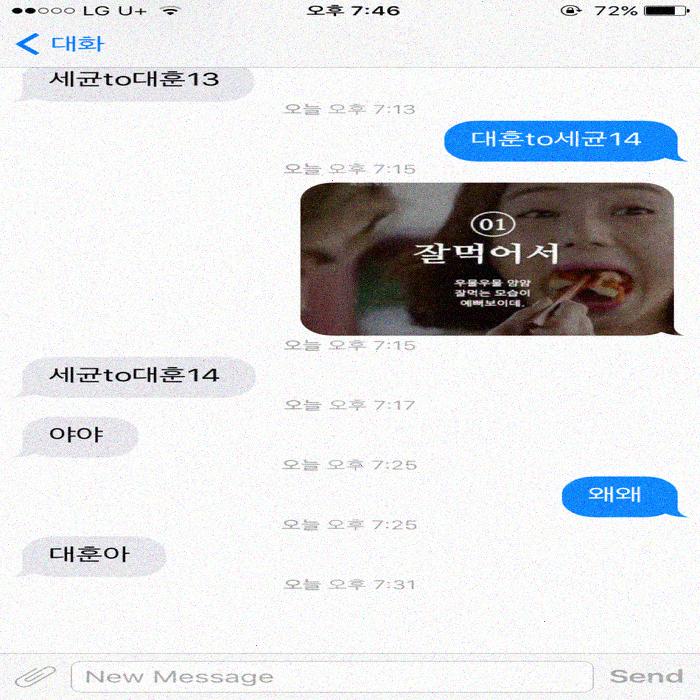 LG U+ 오후 7:46 72%
대화
세균to대훈13
오늘 오후 7:13
대훈to세균14
오늘 오후 7:15
01
잘먹어서
우물우물 암암
잘먹는 모습이
예뻐보이데.
오늘 오후 7:15
세균to대훈14
오늘 오후 7:17
야야
오늘 오후 7:25
왜왜
오늘 오후 7:25
대훈아
오늘 오후 7:31
New Message Send